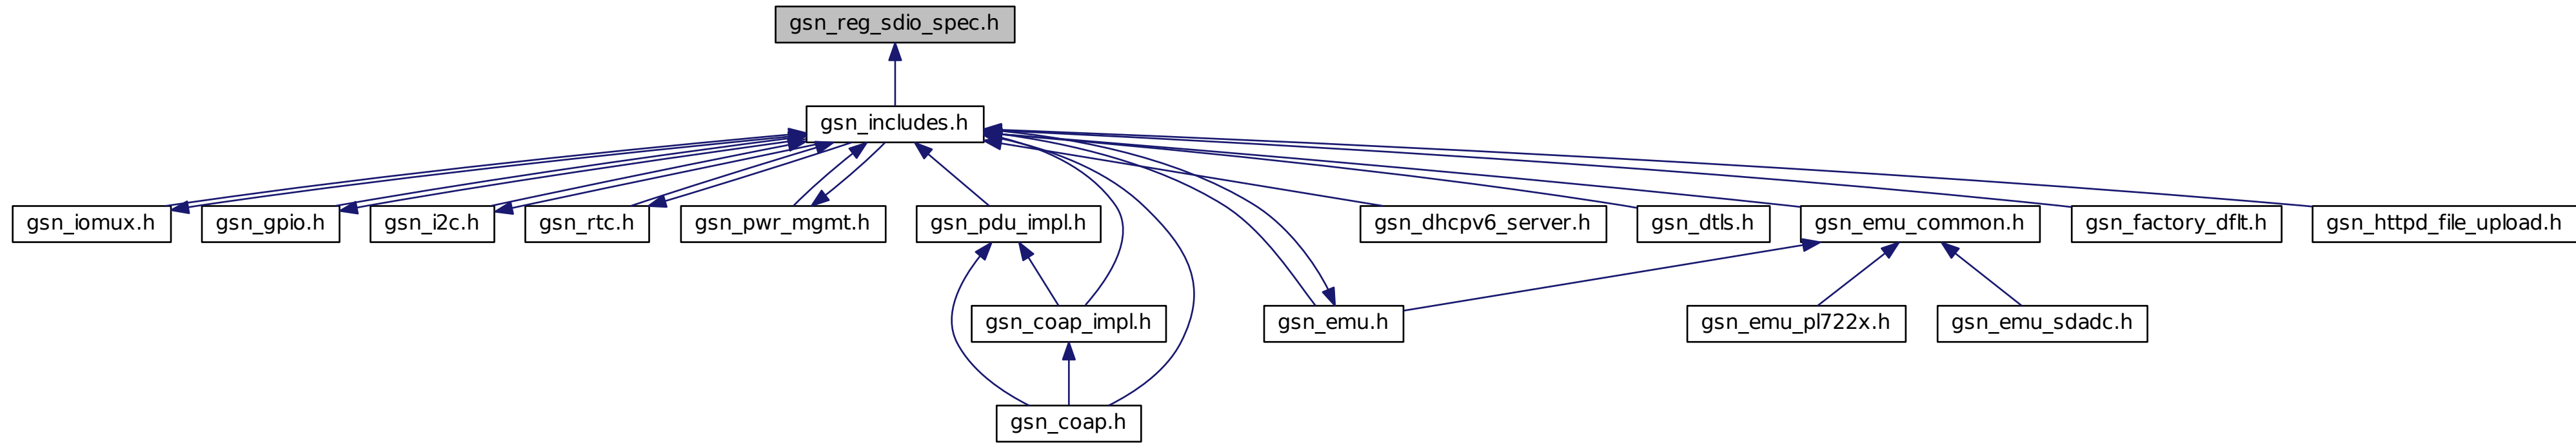 gsn_reg_sdio_spec.h
gsn_includes.h
gsn_iomux.h
gsn_gpio.h
gsn_i2c.h
gsn_rtc.h
gsn_pwr_mgmt.h
gsn_pdu_impl.h
gsn_dhcpv6_server.h
gsn_dtls.h
gsn_emu_common.h
gsn_factory_dflt.h
gsn_httpd_file_upload.h
gsn_coap_impl.h
gsn_emu.h
gsn_emu_pl722x.h
gsn_emu_sdadc.h
gsn_coap.h